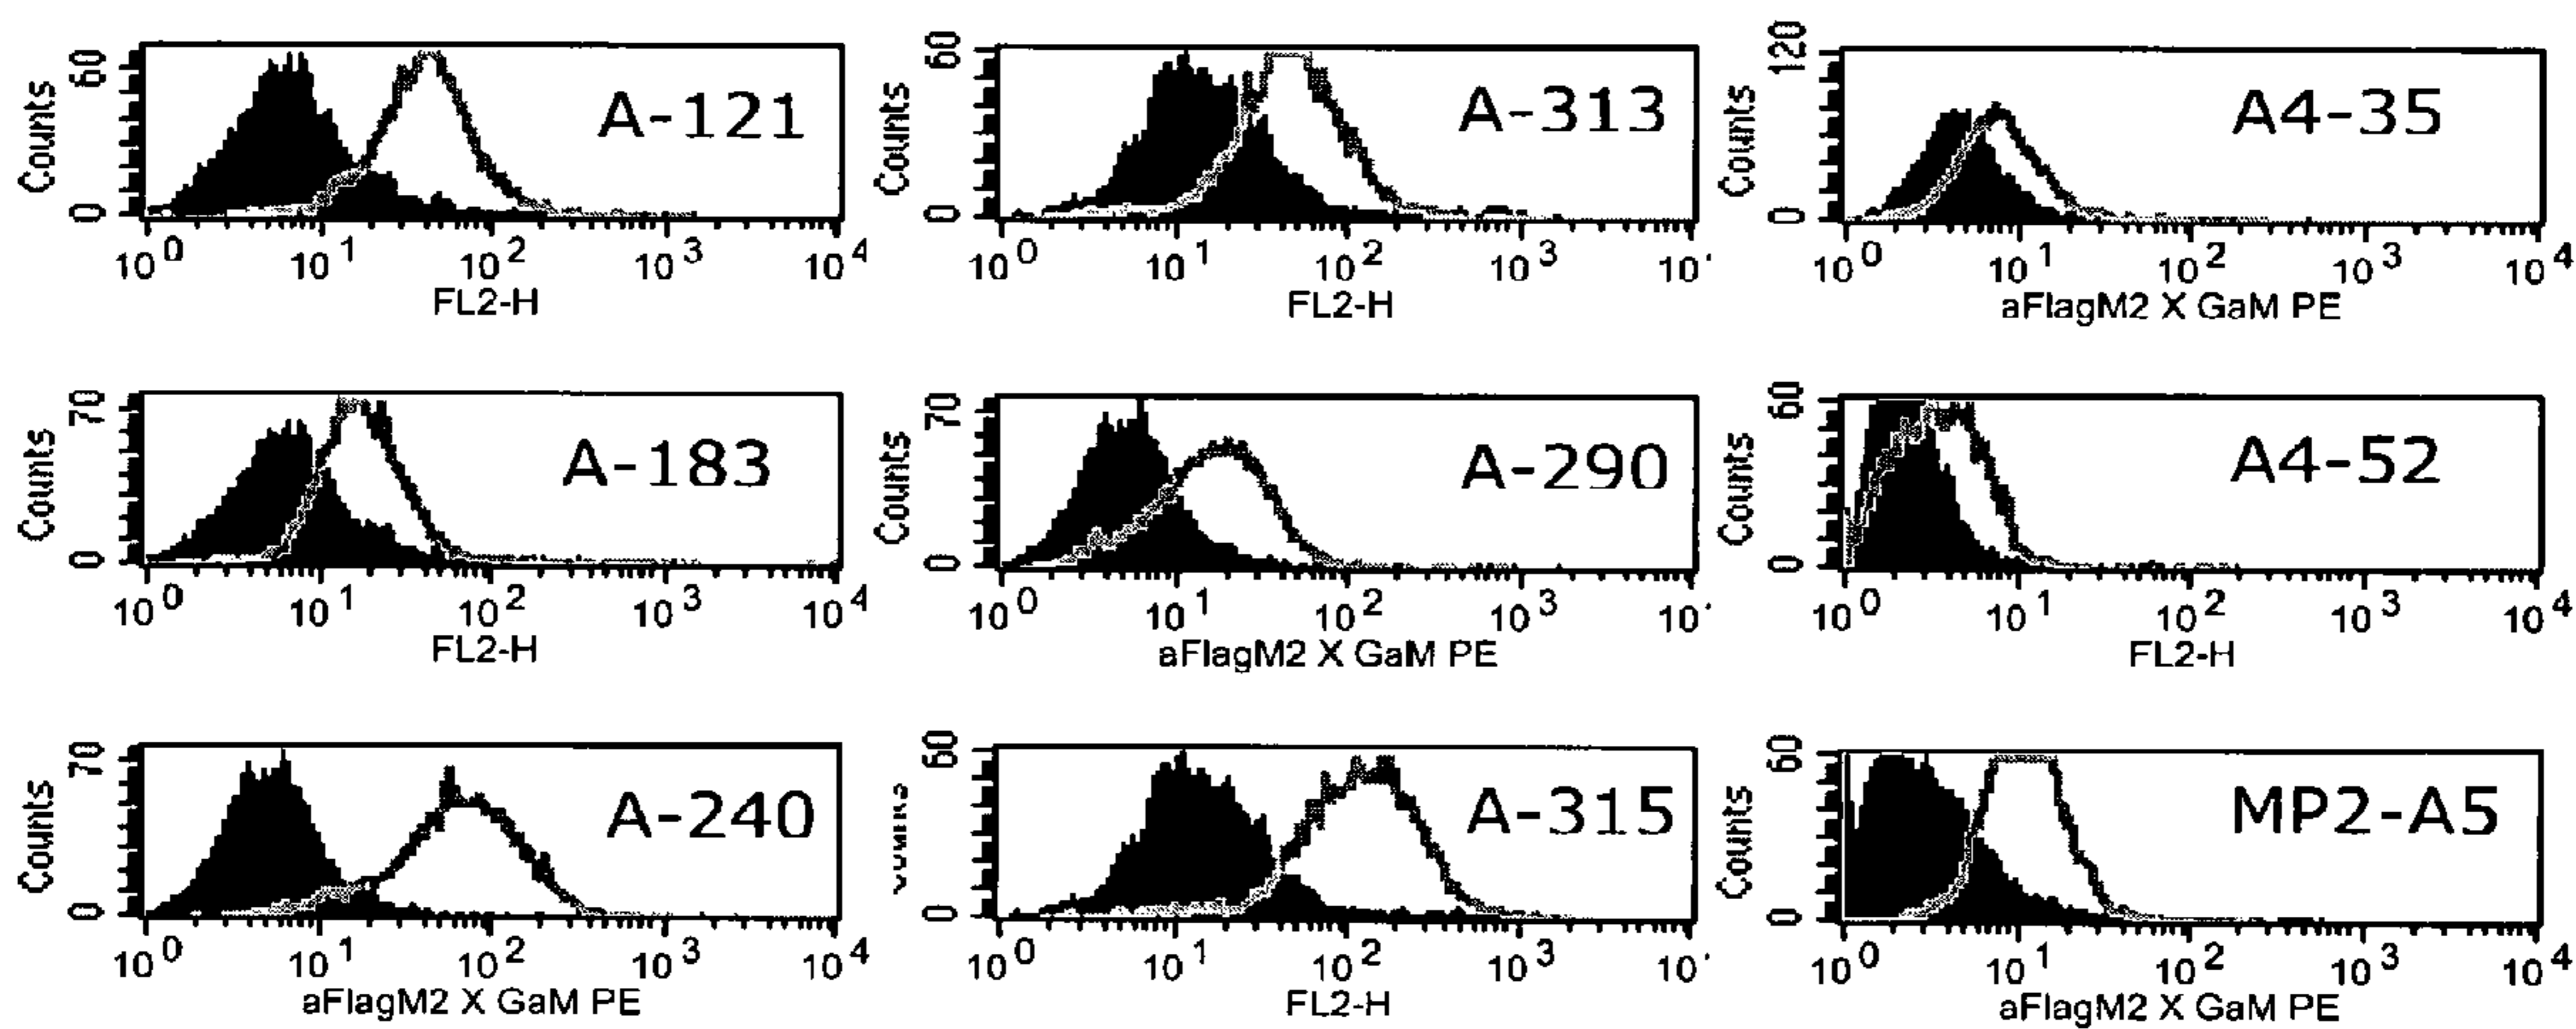 60 60 120
Counts A-121 Counts A-313 Counts A4-35
0 0 0
10^0 10^1 10^2 10^3 10^4 10^0 10^1 10^2 10^3 10^0 10^1 10^2 10^3 10^4
FL2-H FL2-H aFlagM2 X GaM PE
70 70 60
Counts A-183 Counts A-290 Counts A4-52
0 0 0
10^0 10^1 10^2 10^3 10^4 10^0 10^1 10^2 10^3 10^0 10^1 10^2 10^3 10^4
FL2-H aFlagM2 X GaM PE FL2-H
70 60 60
Counts A-240 A-315 Counts MP2-A5
0 0 0
10^0 10^1 10^2 10^3 10^4 10^0 10^1 10^2 10^3 10^0 10^1 10^2 10^3 10^4
aFlagM2 X GaM PE FL2-H aFlagM2 X GaM PE